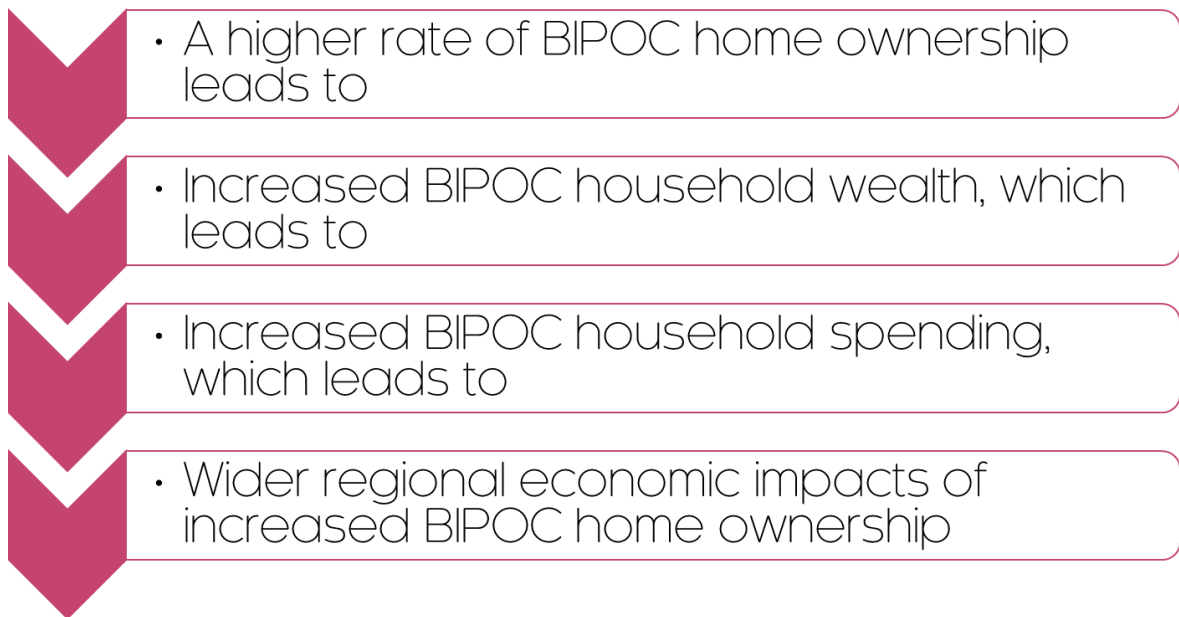 • A higher rate of BIPOC home ownership
leads to
• Increased BIPOC household wealth, which
leads to
• Increased BIPOC household spending,
which leads to
• Wider regional economic impacts of
increased BIPOC home ownership